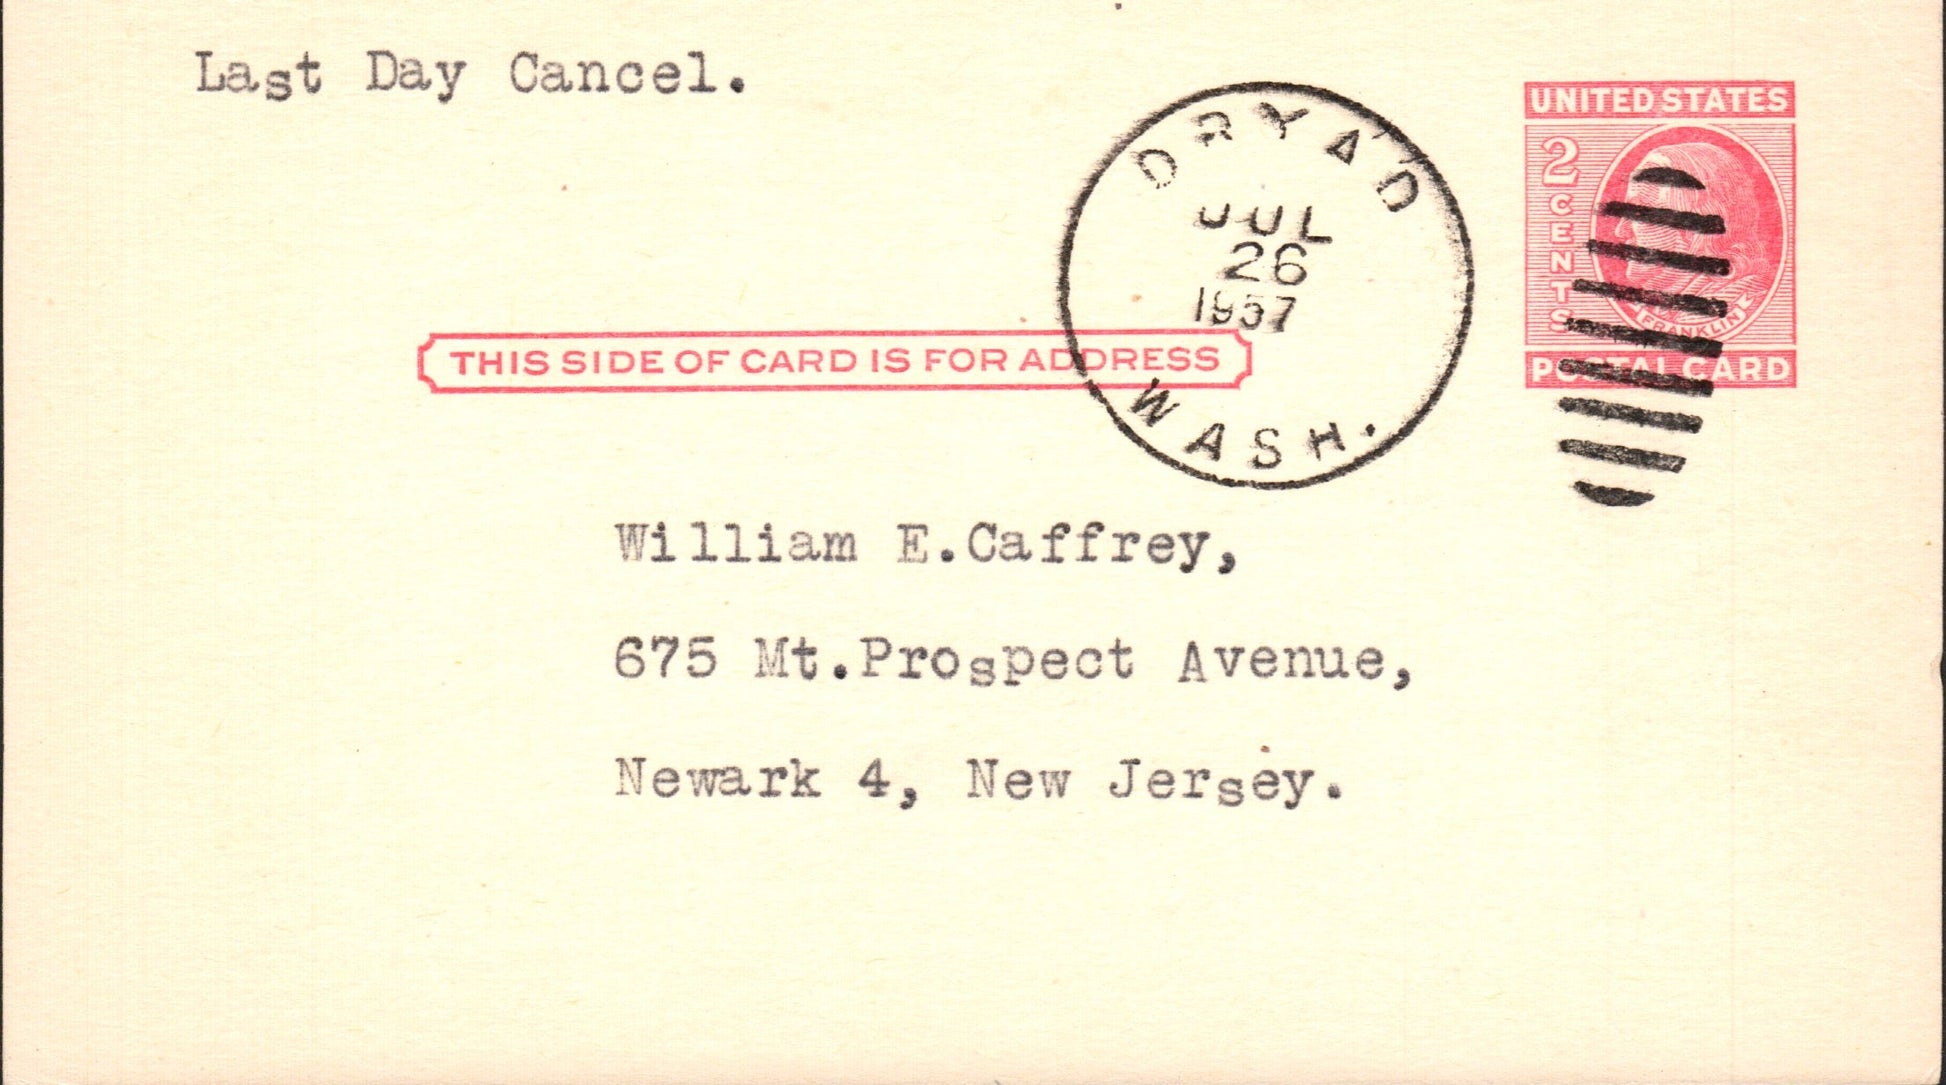 Last Day Cancel.
DRYAD
JUL
26
1957
WASH.
UNITED STATES
2 CENTS
FRANKLIN
POSTAL CARD
THIS SIDE OF CARD IS FOR ADDRESS
William E.Caffrey,
675 Mt.Prospect Avenue,
Newark 4, New Jersey.